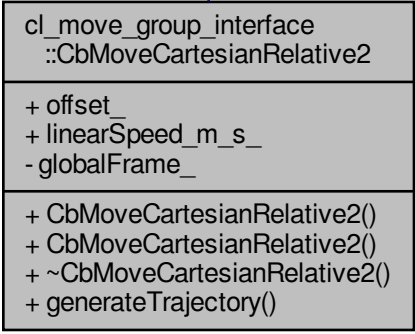 cl_move_group_interface
::CbMoveCartesianRelative2
+ offset_
+ linearSpeed_m_s_
- globalFrame_
+ CbMoveCartesianRelative2()
+ CbMoveCartesianRelative2()
+ ~CbMoveCartesianRelative2()
+ generateTrajectory()